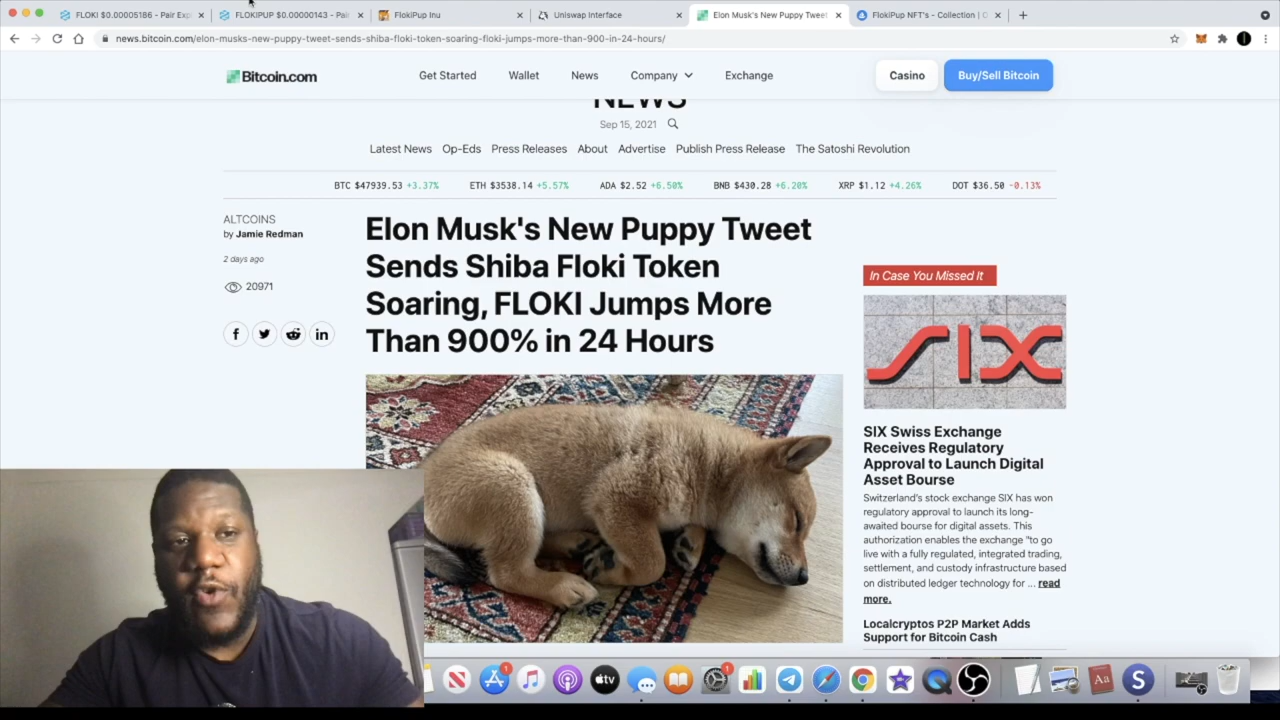 FLOKI $0.00005186 - Pair Exp
FLOKIPUP $0.00000143 - Pair
FlokiPup Inu
Uniswap Interface
Elon Musk's New Puppy Tweet
FlokiPup NFT's - Collection | O
news.bitcoin.com/elon-musks-new-puppy-tweet-sends-shiba-floki-token-soaring-floki-jumps-more-than-900-in-24-hours/
Bitcoin.com
Get Started
Wallet
News
Company
Exchange
Casino
Buy/Sell Bitcoin
NEWS
Sep 15, 2021
Latest News
Op-Eds
Press Releases
About
Advertise
Publish Press Release
The Satoshi Revolution
BTC $47939.53 +3.37%
ETH $3538.14 +5.57%
ADA $2.52 +6.50%
BNB $430.28 +6.20%
XRP $1.12 +4.26%
DOT $36.50 -0.13%
ALTCOINS
by Jamie Redman
2 days ago
20971
Elon Musk's New Puppy Tweet
Sends Shiba Floki Token
Soaring, FLOKI Jumps More
Than 900% in 24 Hours
In Case You Missed It
SIX
SIX Swiss Exchange
Receives Regulatory
Approval to Launch Digital
Asset Bourse
Switzerland's stock exchange SIX has won
regulatory approval to launch its long-
awaited bourse for digital assets. This
authorization enables the exchange "to go
live with a fully regulated, integrated trading,
settlement, and custody infrastructure based
on distributed ledger technology for ... read
more.
Localcryptos P2P Market Adds
Support for Bitcoin Cash
1
tv
1
Aa
S